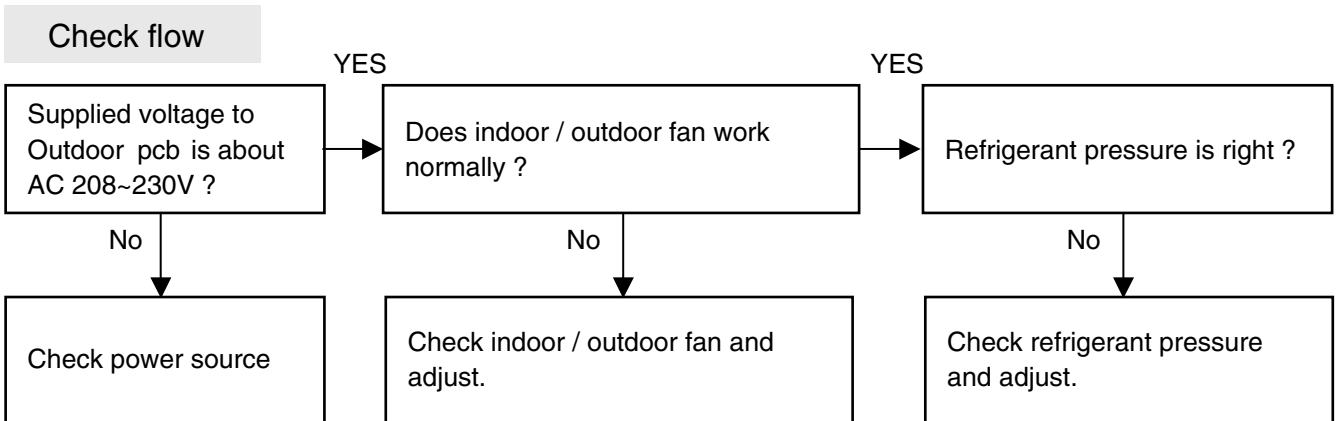 Check flow
YES
YES
Supplied voltage to
Outdoor pcb is about
AC 208~230V ?
Does indoor / outdoor fan work
normally ?
Refrigerant pressure is right ?
No
No
No
Check power source
Check indoor / outdoor fan and
adjust.
Check refrigerant pressure
and adjust.